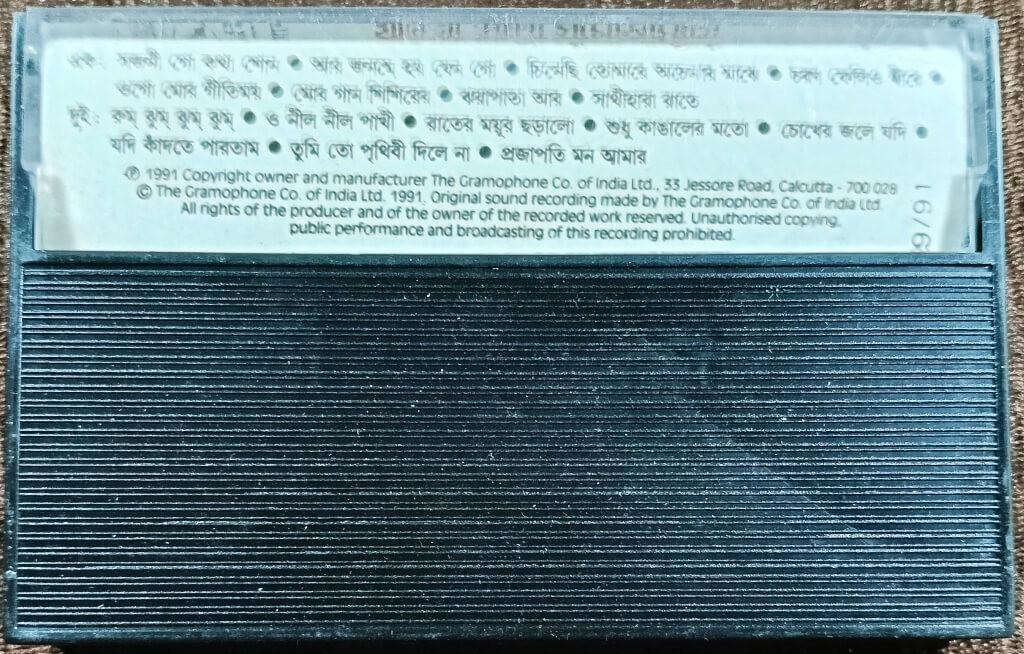 এক: সজনী গো কথা শোন ● আর জনমে হয় যেন গো ● চিনেছি তোমারে অচেনার মাঝে ● চরণ ফেলিও ধীরে ●
ওগো মোর গীতিময় ● মোর গান শিশিরের ● ঝরাপাতা আর ● সাথীহারা রাতে
দুই: রুম্ ঝুম্ ঝুম্ ঝুম্ ● ও নীল নীল পাখী ● রাতের ময়ূর ছড়ালো ● শুধু কাঙালের মতো ● চোখের জলে যদি ●
যদি কাঁদতে পারতাম ● তুমি তো পৃথিবী দিলে না ● প্রজাপতি মন আমার
℗ 1991 Copyright owner and manufacturer The Gramophone Co. of India Ltd., 33 Jessore Road, Calcutta - 700 028
© The Gramophone Co. of India Ltd. 1991. Original sound recording made by The Gramophone Co. of India Ltd.
All rights of the producer and of the owner of the recorded work reserved. Unauthorised copying,
public performance and broadcasting of this recording prohibited.